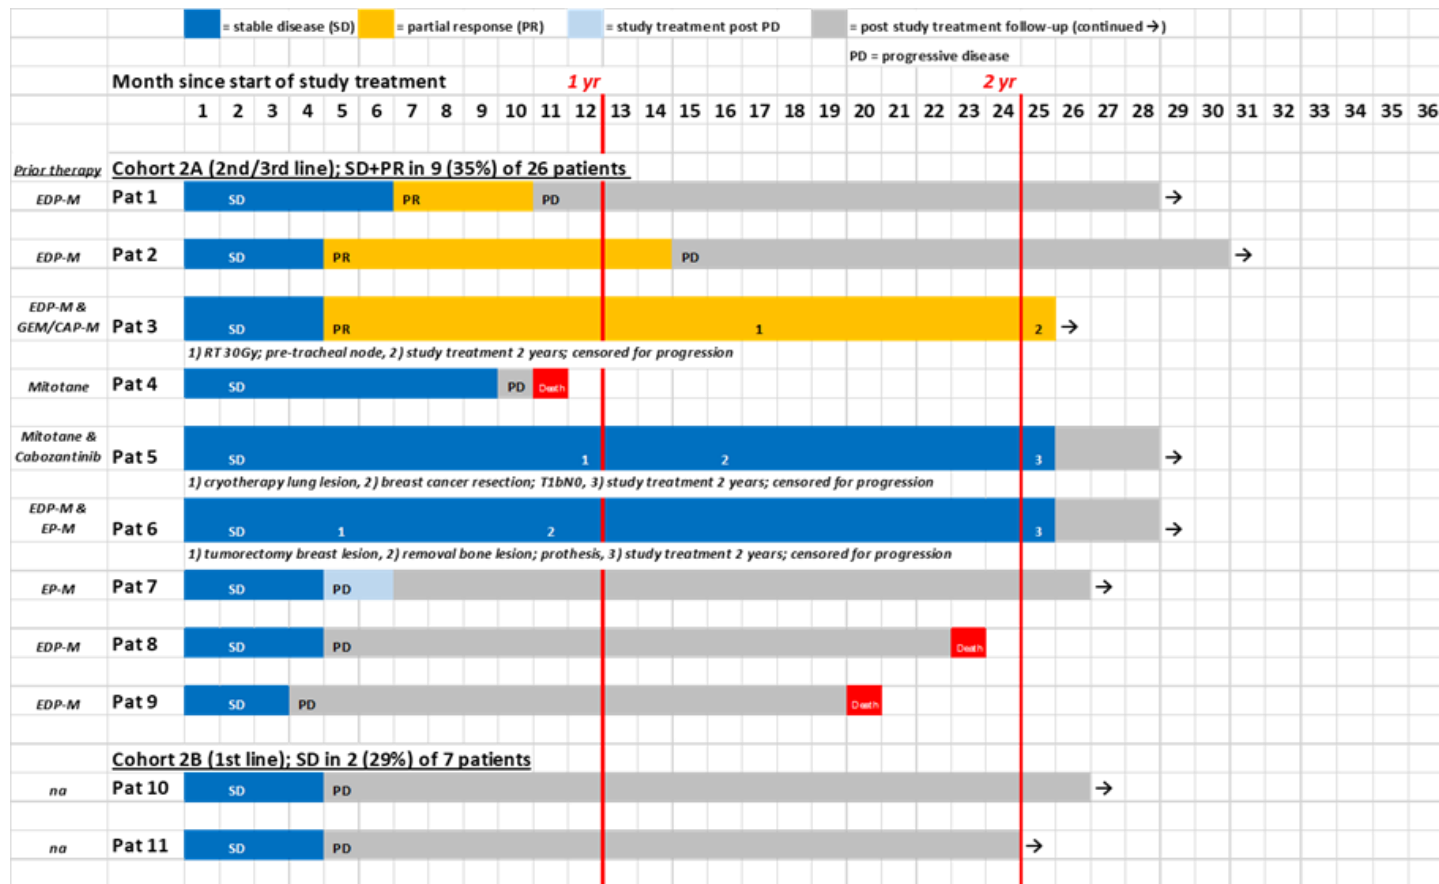 = stable disease (SD) = partial response (PR) = study treatment post PD = post study treatment follow-up (continued →)
PD = progressive disease
Month since start of study treatment 1 yr 2 yr
1 2 3 4 5 6 7 8 9 10 11 12 13 14 15 16 17 18 19 20 21 22 23 24 25 26 27 28 29 30 31 32 33 34 35 36
Prior therapy Cohort 2A (2nd/3rd line); SD+PR in 9 (35%) of 26 patients
EDP-M Pat 1 SD PR PD →
EDP-M Pat 2 SD PR PD →
EDP-M &
GEM/CAP-M Pat 3 SD PR 1 2 →
1) RT 30Gy; pre-tracheal node, 2) study treatment 2 years; censored for progression
Mitotane Pat 4 SD PD Death
Mitotane &
Cabozantinib Pat 5 SD 1 2 3 →
1) cryotherapy lung lesion, 2) breast cancer resection; T1bN0, 3) study treatment 2 years; censored for progression
EDP-M &
EP-M Pat 6 SD 1 2 3 →
1) tumorectomy breast lesion, 2) removal bone lesion; prothesis, 3) study treatment 2 years; censored for progression
EP-M Pat 7 SD PD →
EDP-M Pat 8 SD PD Death
EDP-M Pat 9 SD PD Death
Cohort 2B (1st line); SD in 2 (29%) of 7 patients
na Pat 10 SD PD →
na Pat 11 SD PD →